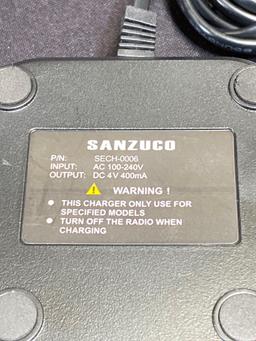 SANZUCO
P/N: SECH-0006
INPUT: AC 100-240V
OUTPUT: DC 4V 400mA
WARNING !
● THIS CHARGER ONLY USE FOR
SPECIFIED MODELS
● TURN OFF THE RADIO WHEN
CHARGING